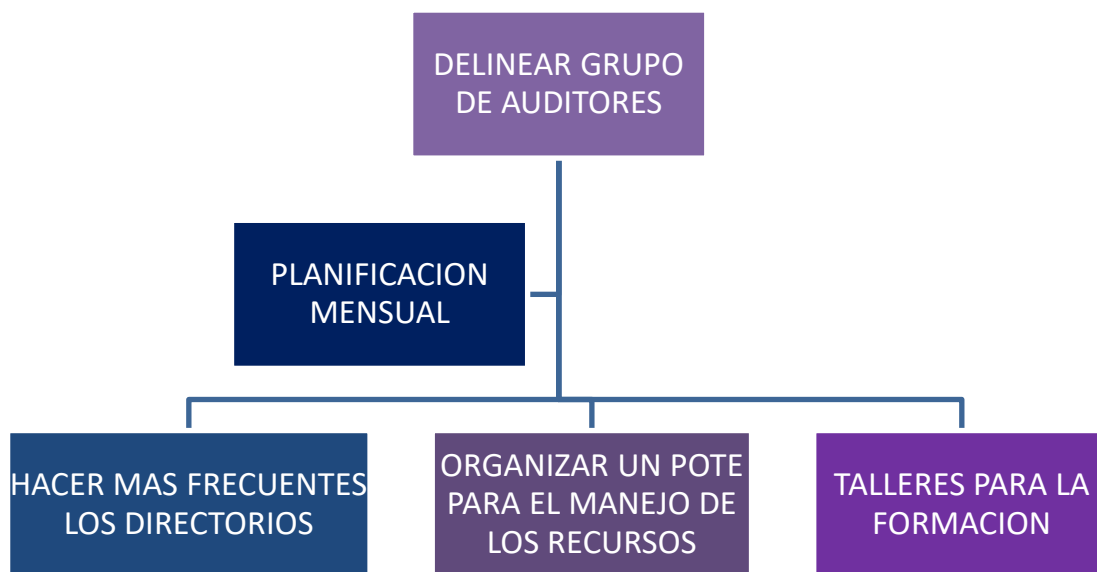 DELINEAR GRUPO
DE AUDITORES
PLANIFICACION
MENSUAL
HACER MAS FRECUENTES
LOS DIRECTORIOS
ORGANIZAR UN POTE
PARA EL MANEJO DE
LOS RECURSOS
TALLERES PARA LA
FORMACION